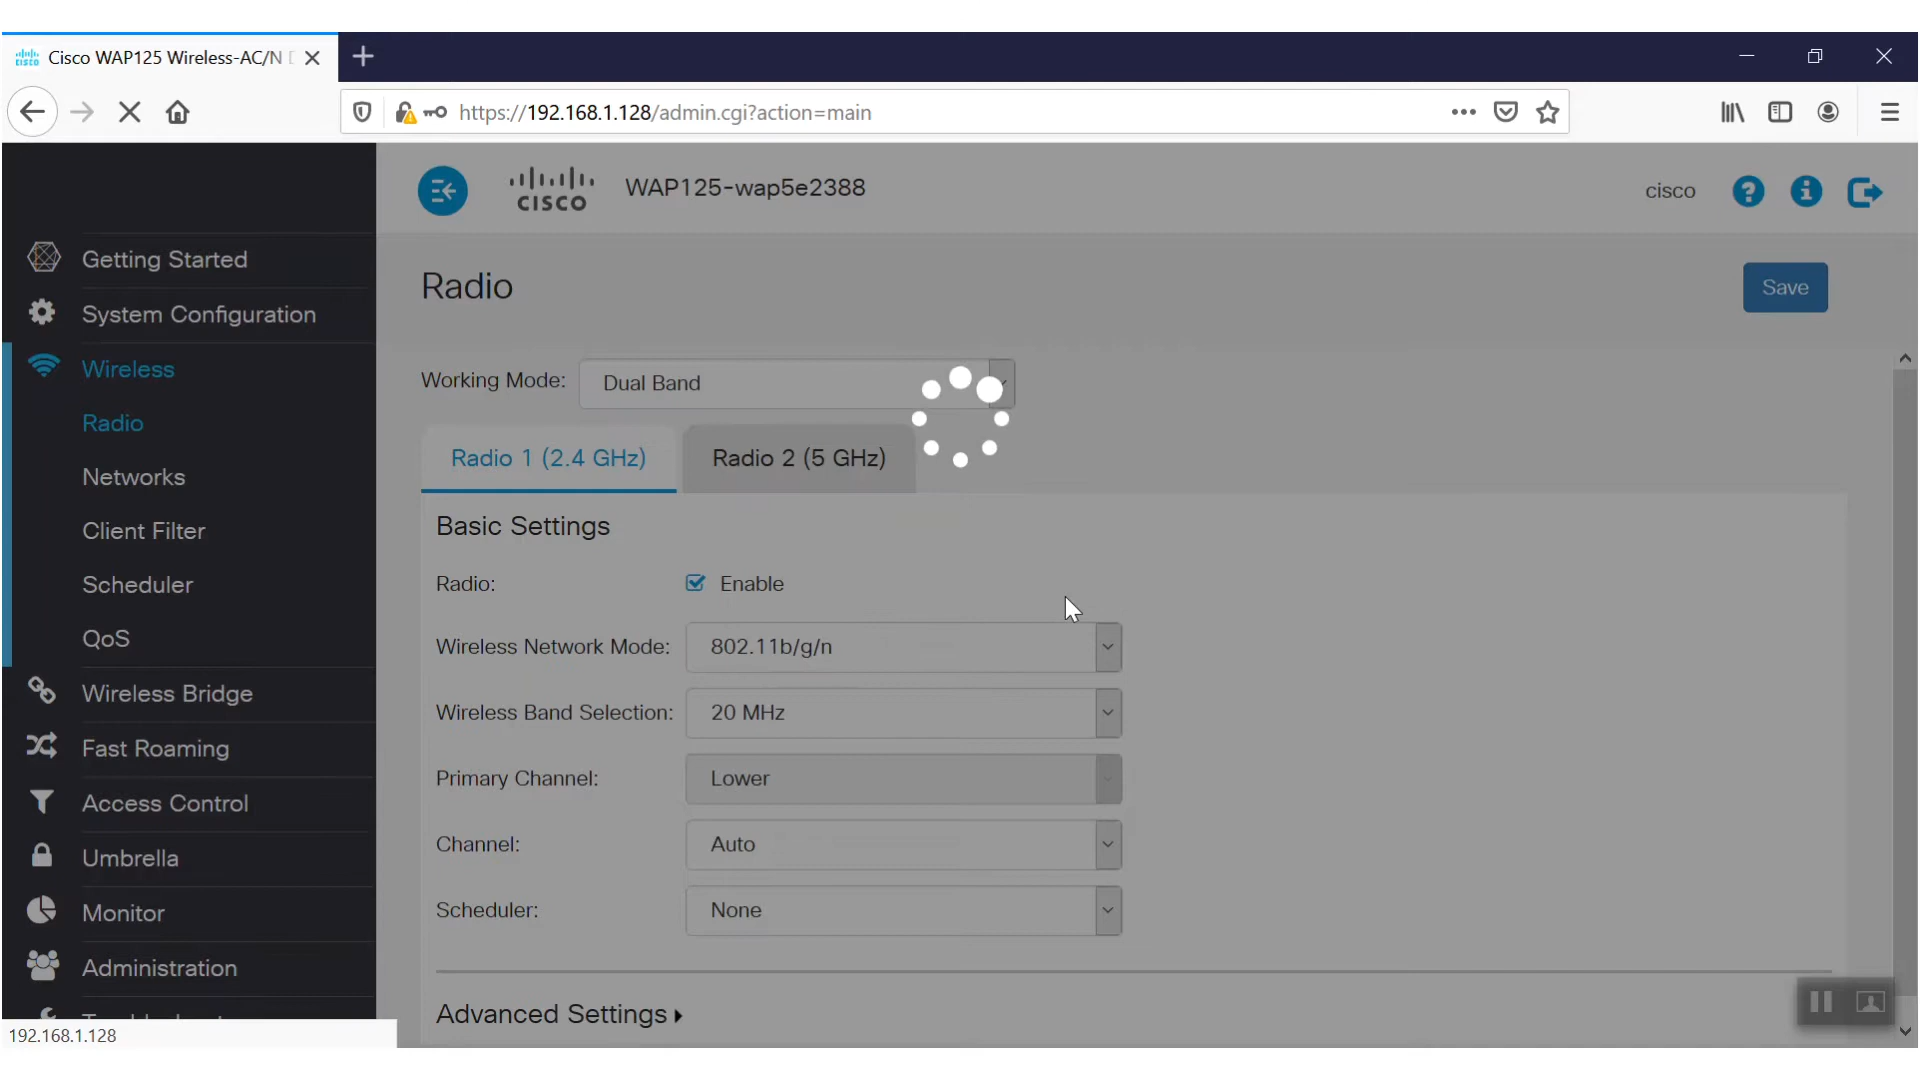 Cisco WAP125 Wireless-AC/N
https://192.168.1.128/admin.cgi?action=main
CISCO
WAP125-wap5e2388
cisco
Getting Started
System Configuration
Wireless
Radio
Networks
Client Filter
Scheduler
QoS
Wireless Bridge
Fast Roaming
Access Control
Umbrella
Monitor
Administration
192.168.1.128
Radio
Save
Working Mode: Dual Band
Radio 1 (2.4 GHz) Radio 2 (5 GHz)
Basic Settings
Radio: Enable
Wireless Network Mode: 802.11b/g/n
Wireless Band Selection: 20 MHz
Primary Channel: Lower
Channel: Auto
Scheduler: None
Advanced Settings